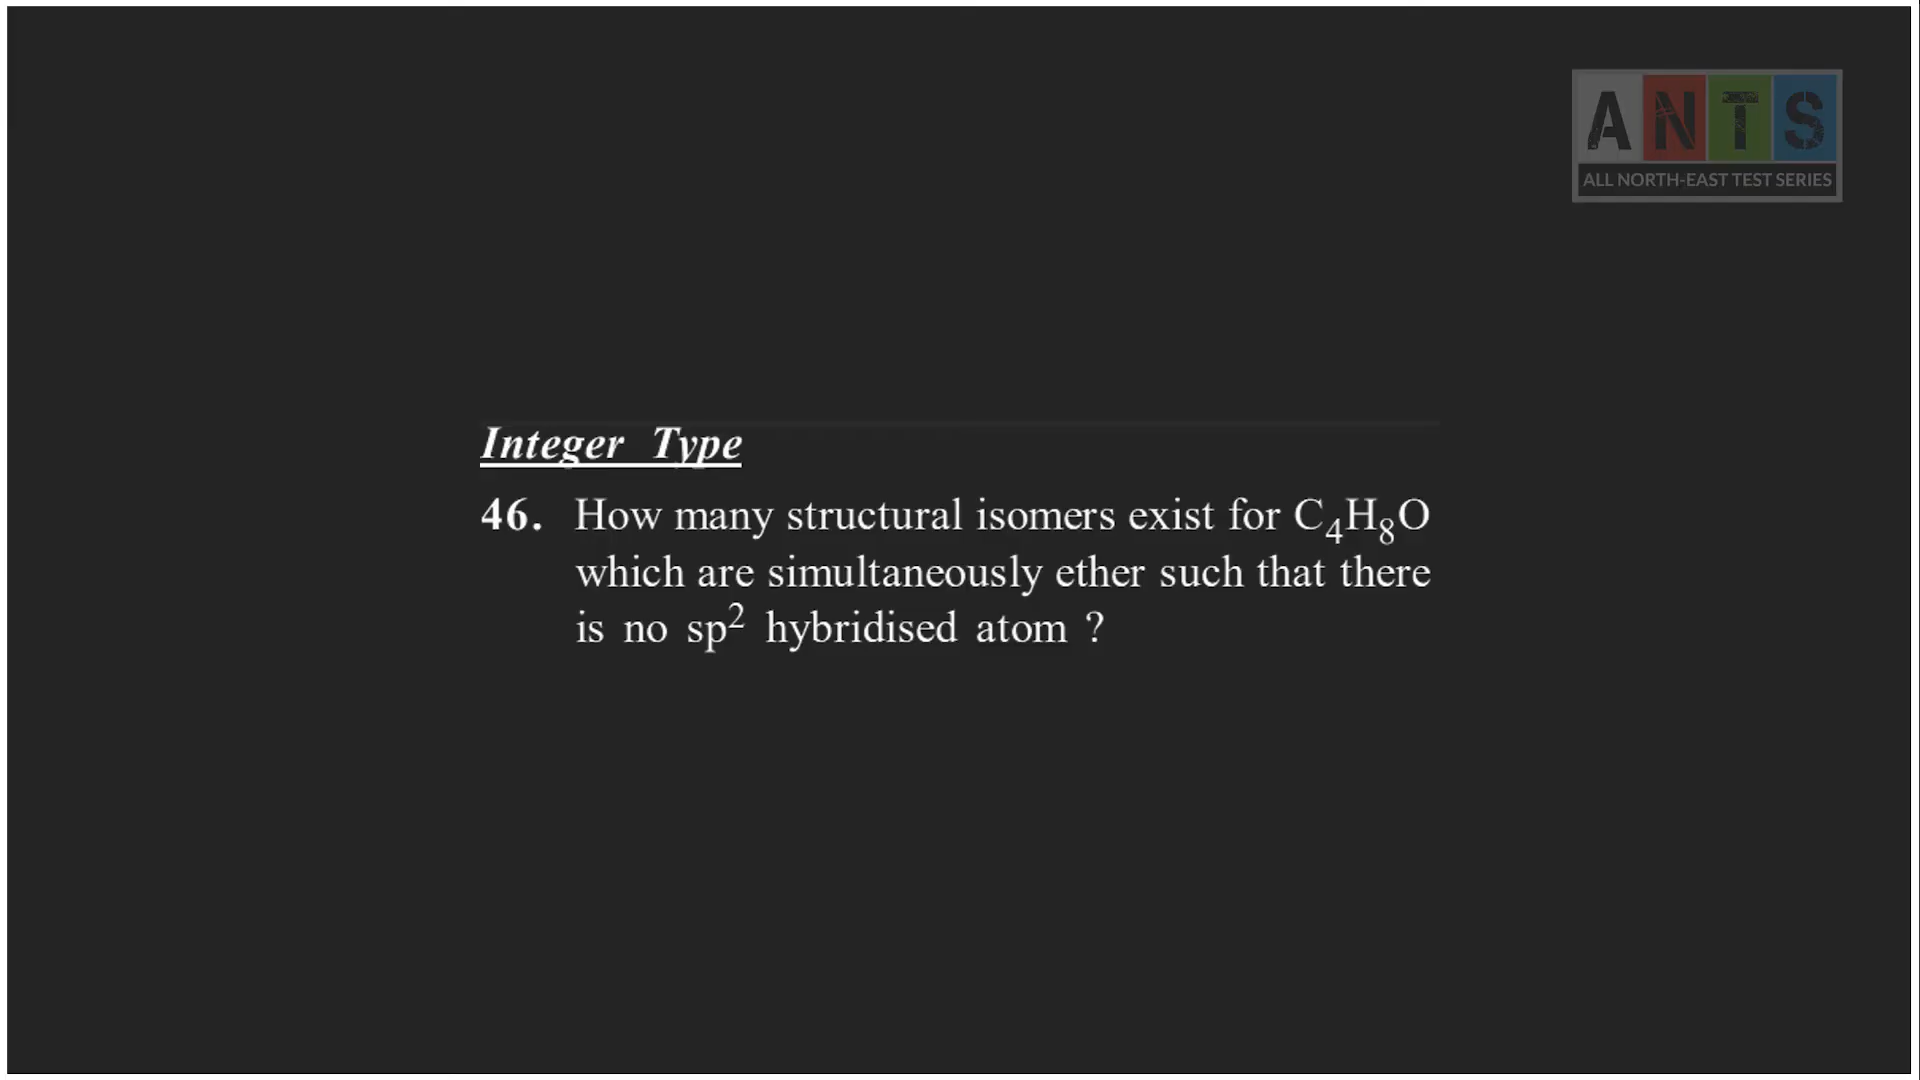 ANTS
ALL NORTH-EAST TEST SERIES
Integer Type
46. How many structural isomers exist for C₄H₈O
which are simultaneously ether such that there
is no sp² hybridised atom ?